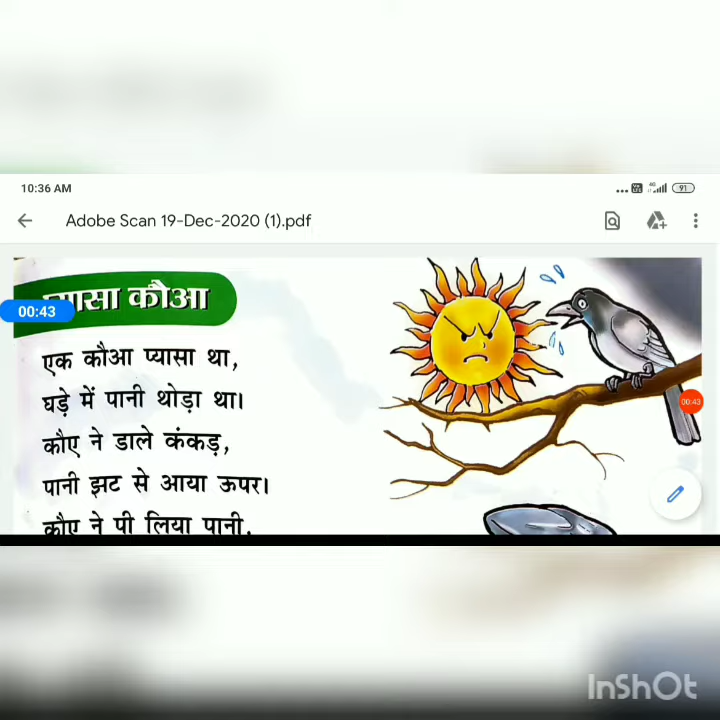 10:36 AM
91
Adobe Scan 19-Dec-2020 (1).pdf
कौआ
00:43
एक कौआ प्यासा था,
घड़े में पानी थोड़ा था।
00:43
कौए ने डाले कंकड़,
पानी झट से आया ऊपर।
कौए ने पी लिया पानी,
InShOt